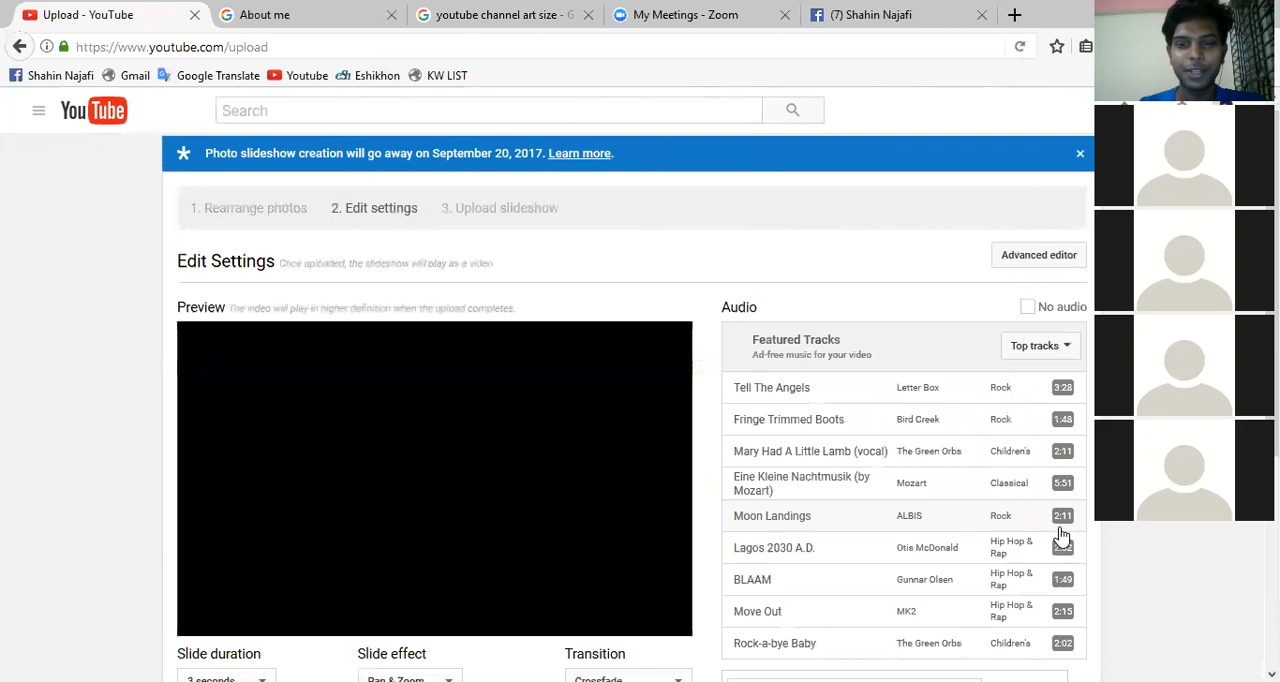 Upload - YouTube
About me
youtube channel art size - G
My Meetings - Zoom
(7) Shahin Najafi
https://www.youtube.com/upload
Shahin Najafi
Gmail
Google Translate
Youtube
Eshikhon
KW LIST
YouTube
Search
Photo slideshow creation will go away on September 20, 2017. Learn more.
1. Rearrange photos
2. Edit settings
3. Upload slideshow
Edit Settings Once uploaded, the slideshow will play as a video
Advanced editor
Preview The video will play in higher definition when the upload completes.
Audio
No audio
Featured Tracks
Ad-free music for your video
Top tracks
Tell The Angels Letter Box Rock 3:28
Fringe Trimmed Boots Bird Creek Rock 1:48
Mary Had A Little Lamb (vocal) The Green Orbs Children's 2:11
Eine Kleine Nachtmusik (by
Mozart)
Mozart Classical 5:51
Moon Landings ALBIS Rock 2:11
Lagos 2030 A.D. Otis McDonald Hip Hop &
Rap
BLAAM Gunnar Olsen Hip Hop &
Rap
1:49
Move Out MK2 Hip Hop &
Rap
2:15
Rock-a-bye Baby The Green Orbs Children's 2:02
Slide duration
Slide effect
Transition
3 seconds
Pan & Zoom
Crossfade